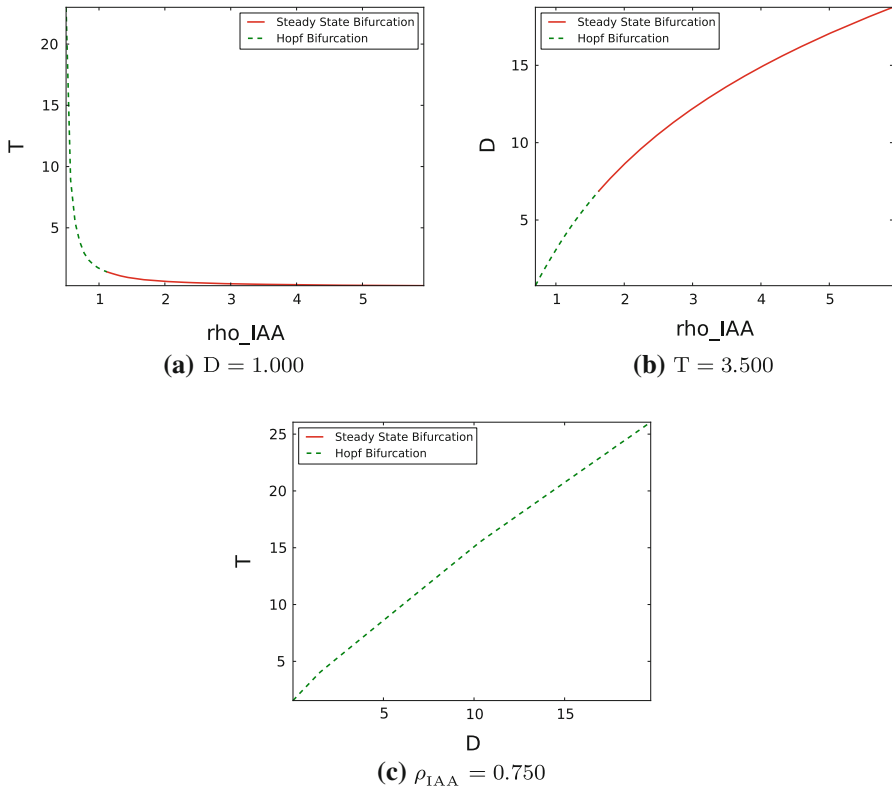 Steady State Bifurcation
Hopf Bifurcation
20
15
10
5
T
1 2 3 4 5
rho_IAA
(a) D = 1.000
Steady State Bifurcation
Hopf Bifurcation
15
10
5
D
1 2 3 4 5
rho_IAA
(b) T = 3.500
Steady State Bifurcation
Hopf Bifurcation
25
20
15
10
5
T
5 10 15
D
(c) ρIAA = 0.750